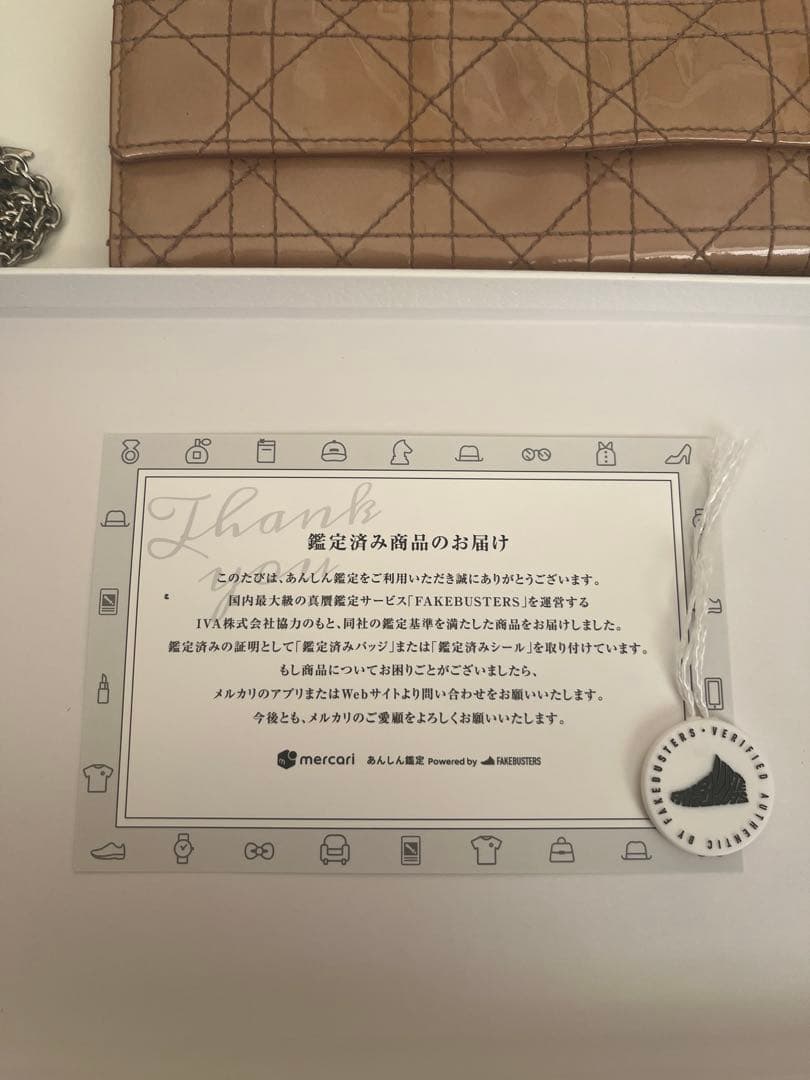 Thank
you
鑑定済み商品のお届け
このたびは、あんしん鑑定をご利用いただき誠にありがとうございます。
国内最大級の真贋鑑定サービス「FAKEBUSTERS」を運営する
IVA株式会社協力のもと、同社の鑑定基準を満たした商品をお届けしました。
鑑定済みの証明として「鑑定済みバッジ」または「鑑定済みシール」を取り付けています。
もし商品についてお困りごとがございましたら、
メルカリのアプリまたはWebサイトより問い合わせをお願いいたします。
今後とも、メルカリのご愛顧をよろしくお願いいたします。
mercari あんしん鑑定 Powered by FAKEBUSTERS
VERIFIED AUTHENTIC BY FAKEBUSTERS・